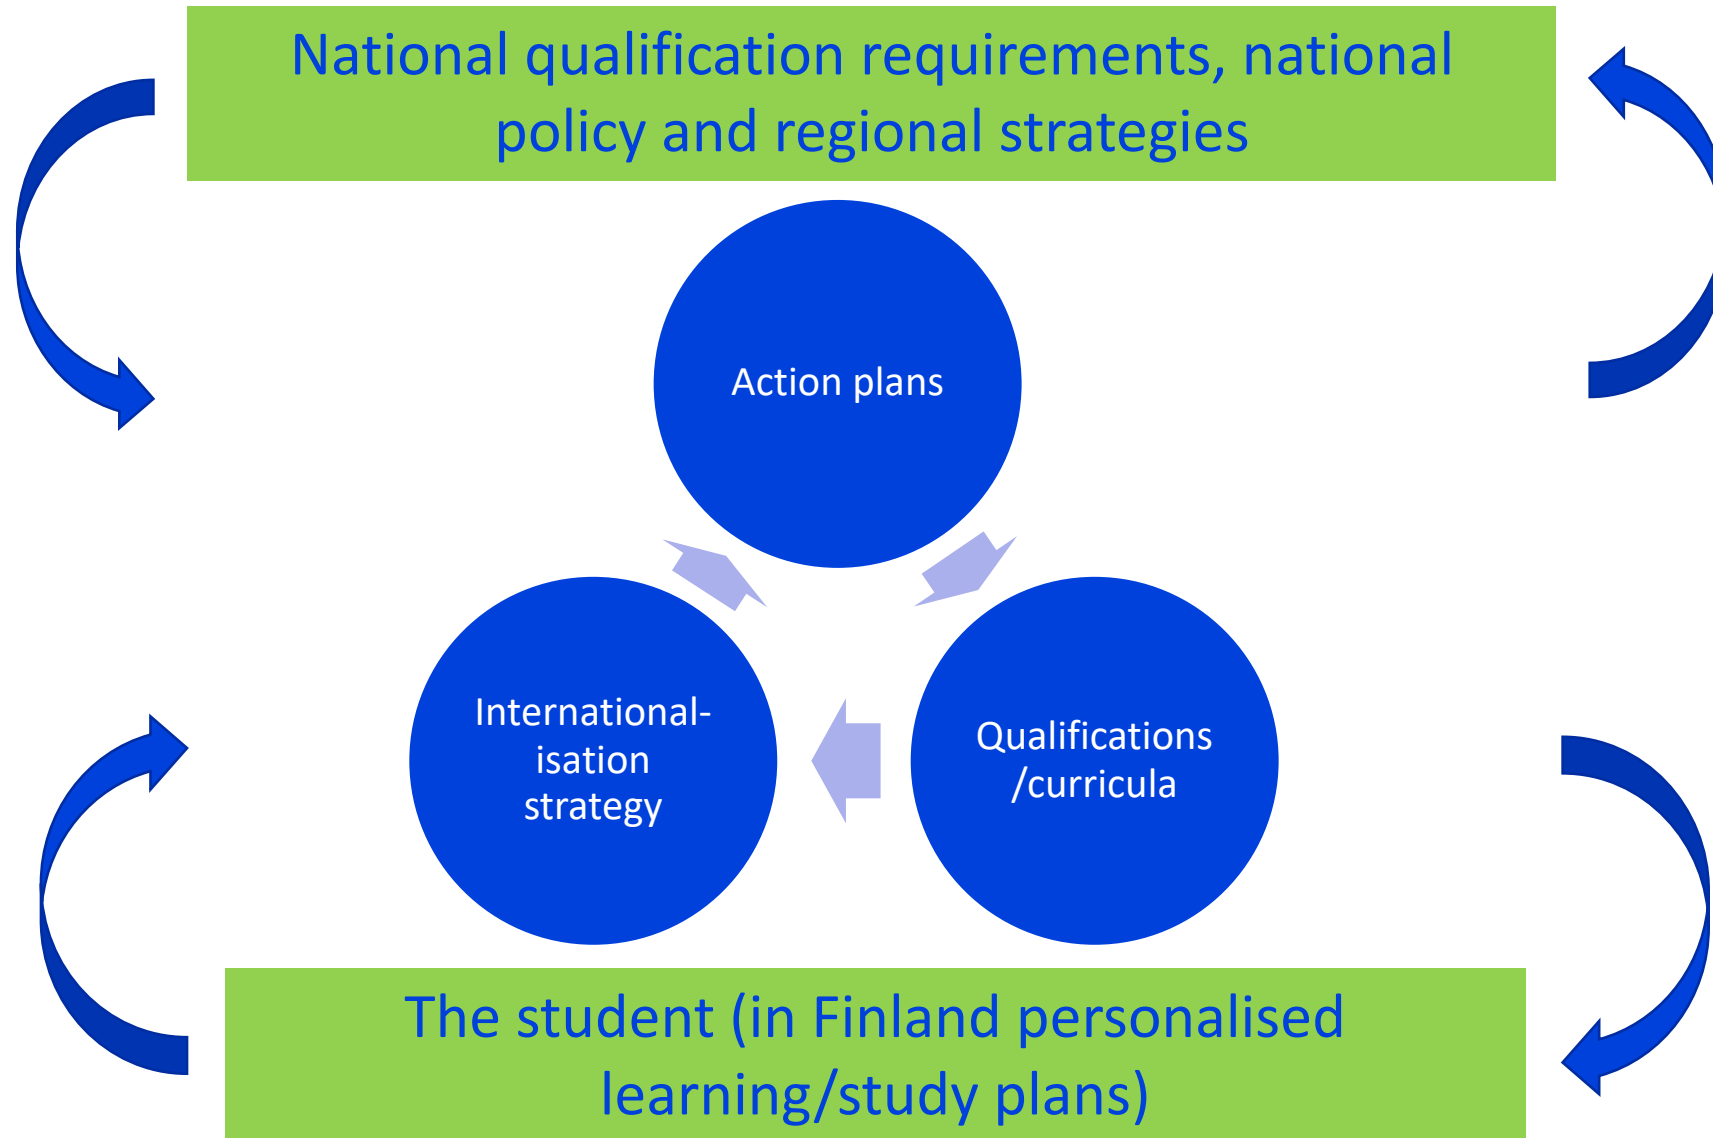 National qualification requirements, national
policy and regional strategies
Action plans
International-
isation
strategy
Qualifications
/curricula
The student (in Finland personalised
learning/study plans)